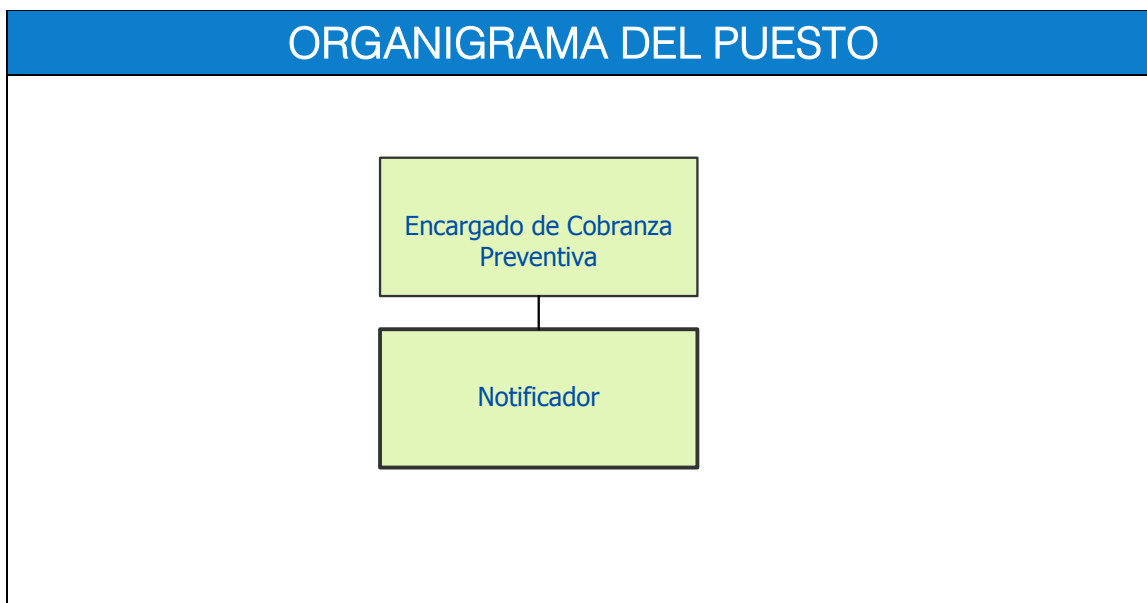 ORGANIGRAMA DEL PUESTO
Encargado de Cobranza
Preventiva
Notificador